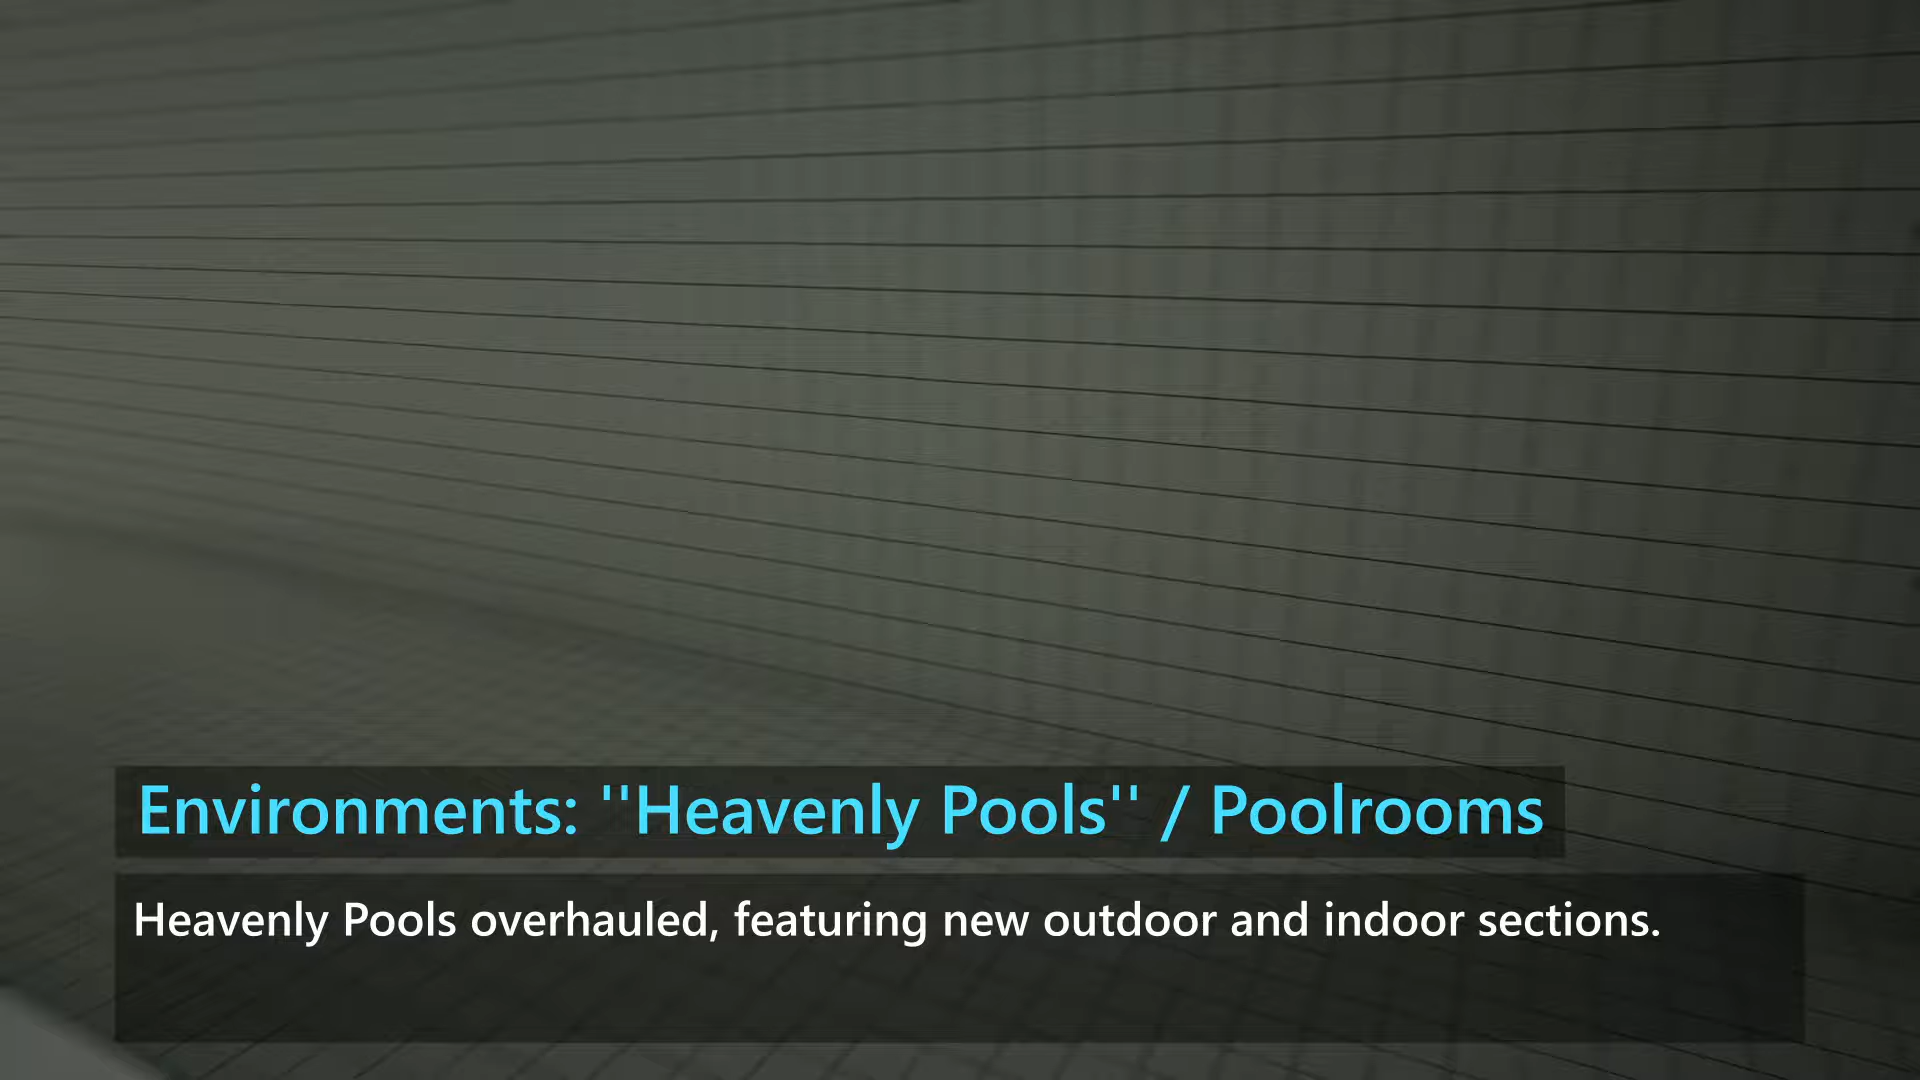 Environments: ''Heavenly Pools'' / Poolrooms
Heavenly Pools overhauled, featuring new outdoor and indoor sections.